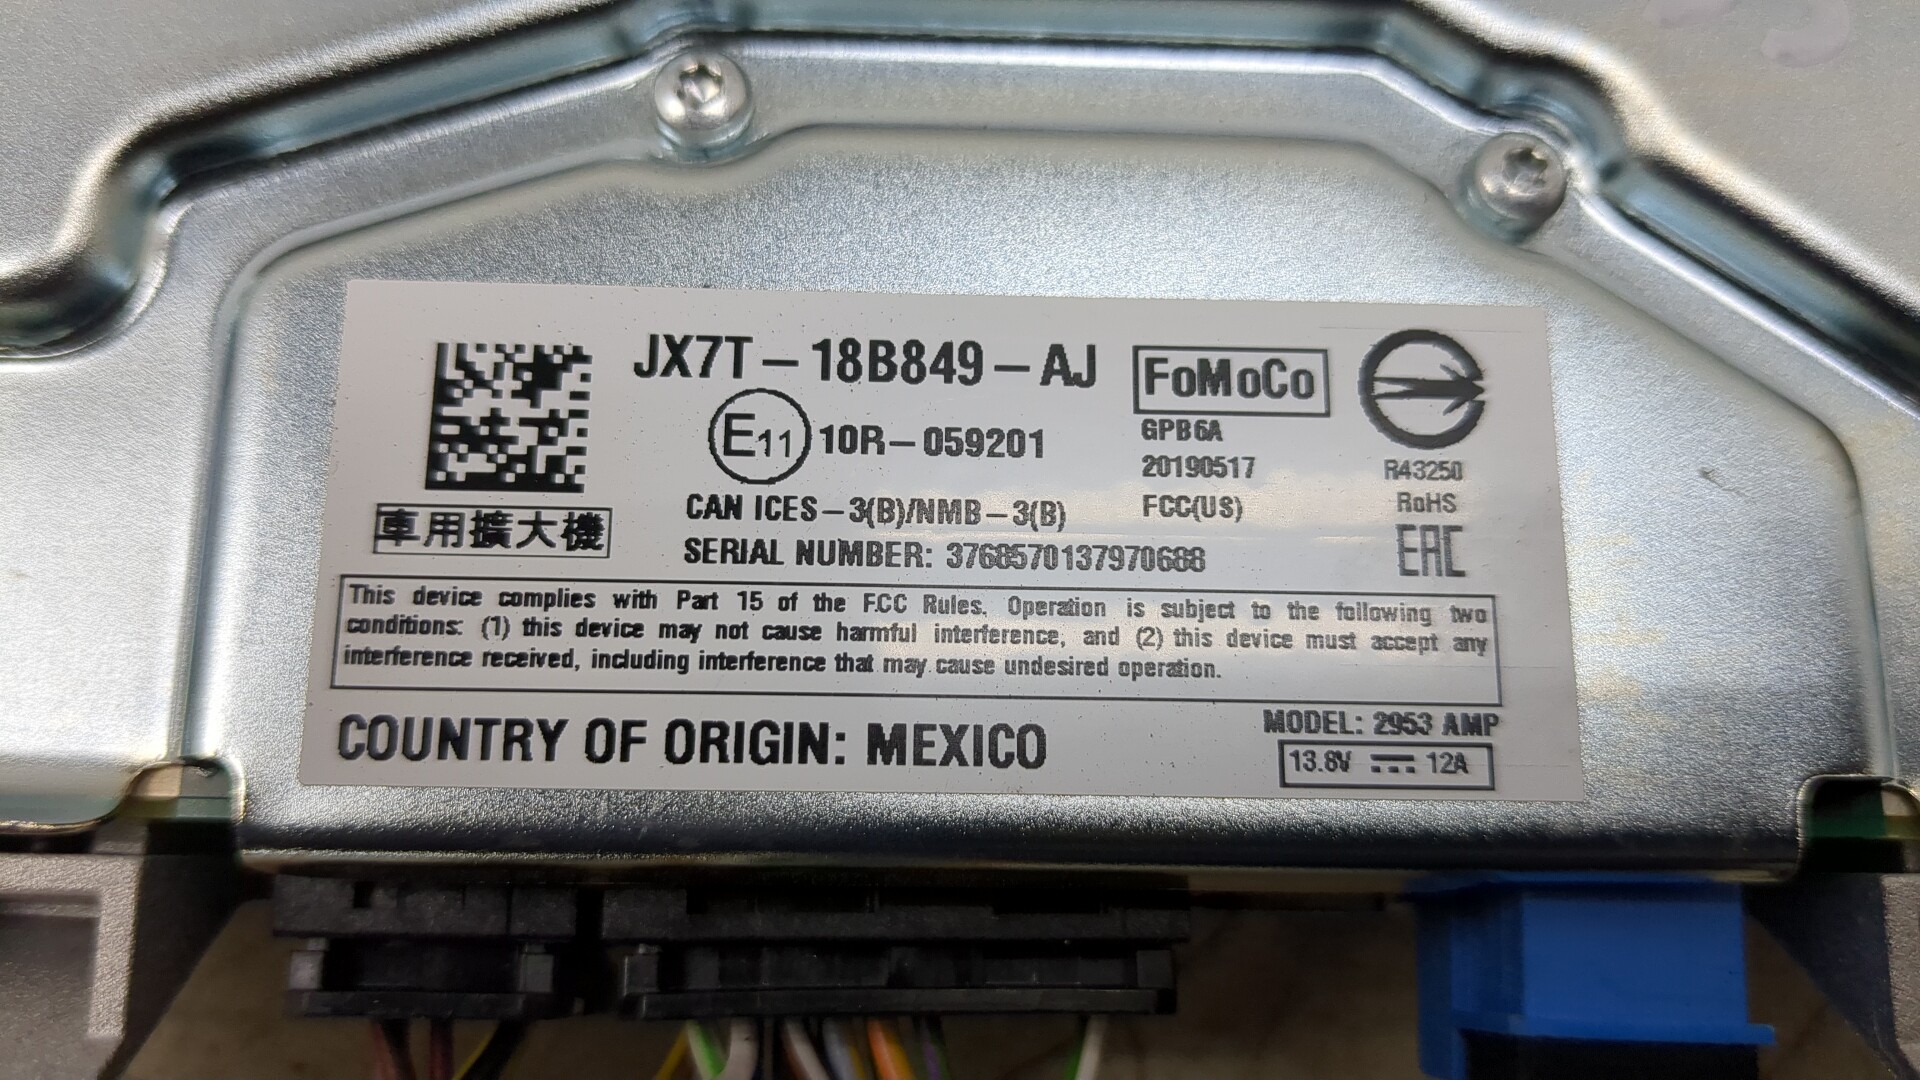 JX7T-18B849-AJ
FoMoCo
E11 10R-059201
GPB6A
20190517
R43250
CAN ICES-3(B)/NMB-3(B)
FCC(US)
RoHS
車用擴大機
SERIAL NUMBER: 3768570137970688
EAC
This device complies with Part 15 of the FCC Rules. Operation is subject to the following two
conditions: (1) this device may not cause harmful interference, and (2) this device must accept any
interference received, including interference that may cause undesired operation.
COUNTRY OF ORIGIN: MEXICO
MODEL: 2953 AMP
13.8V ⎓ 12A